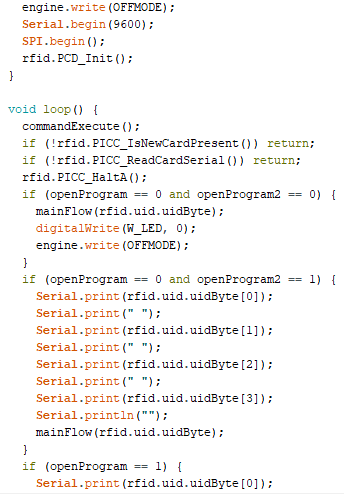 engine.write(OFFMODE);
Serial.begin(9600);
SPI.begin();
rfid.PCD_Init();
}
void loop() {
commandExecute();
if (!rfid.PICC_IsNewCardPresent()) return;
if (!rfid.PICC_ReadCardSerial()) return;
rfid.PICC_HaltA();
if (openProgram == 0 and openProgram2 == 0) {
mainFlow(rfid.uid.uidByte);
digitalWrite(W_LED, 0);
engine.write(OFFMODE);
}
if (openProgram == 0 and openProgram2 == 1) {
Serial.print(rfid.uid.uidByte[0]);
Serial.print(" ");
Serial.print(rfid.uid.uidByte[1]);
Serial.print(" ");
Serial.print(rfid.uid.uidByte[2]);
Serial.print(" ");
Serial.print(rfid.uid.uidByte[3]);
Serial.println("");
mainFlow(rfid.uid.uidByte);
}
if (openProgram == 1) {
Serial.print(rfid.uid.uidByte[0]);